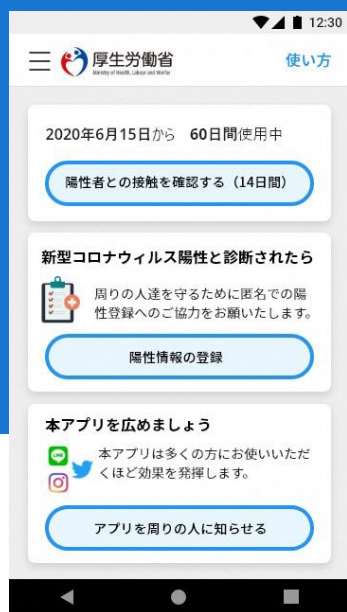 12:30
厚生労働省
Ministry of Health, Labour and Welfare
使い方
2020年6月15日から 60日間使用中
陽性者との接触を確認する（14日間）
新型コロナウィルス陽性と診断されたら
周りの人達を守るために匿名での陽
性登録へのご協力をお願いたします。
陽性情報の登録
本アプリを広めましょう
本アプリは多くの方にお使いいただ
くほど効果を発揮します。
アプリを周りの人に知らせる